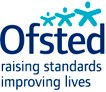 Ofsted
raising standards
improving lives